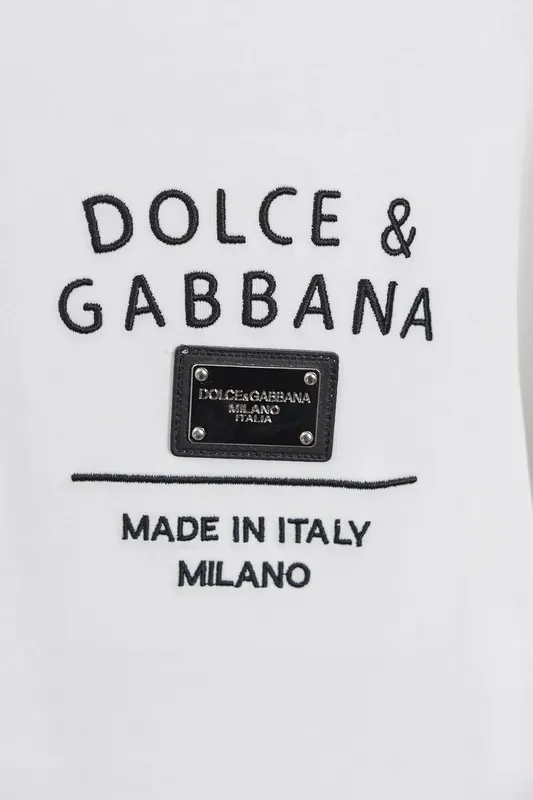 DOLCE &
GABBANA
DOLCE&GABBANA
MILANO
ITALIA
MADE IN ITALY
MILANO